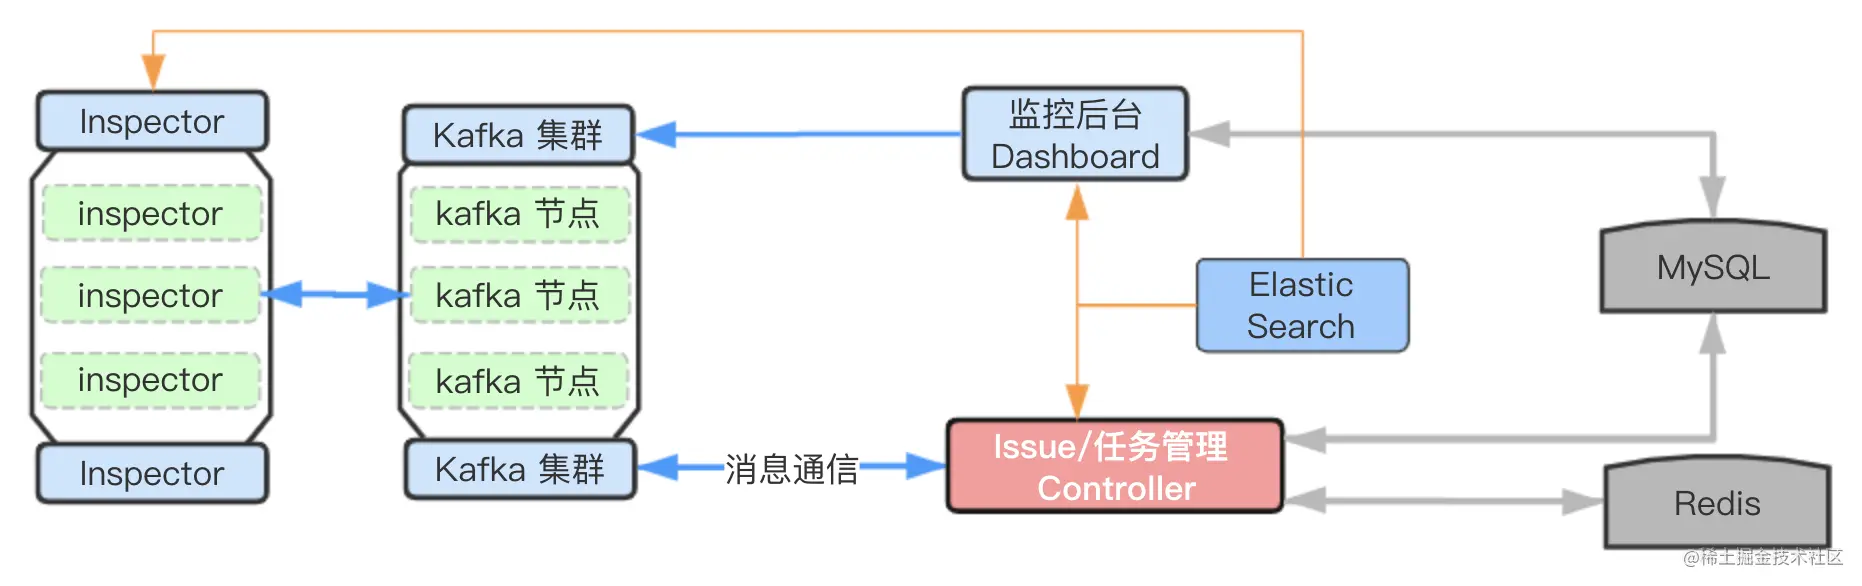 Inspector
inspector
inspector
inspector
Inspector
Kafka 集群
kafka 节点
kafka 节点
kafka 节点
Kafka 集群
消息通信
监控后台
Dashboard
Elastic
Search
Issue/任务管理
Controller
MySQL
Redis
@稀土掘金技术社区